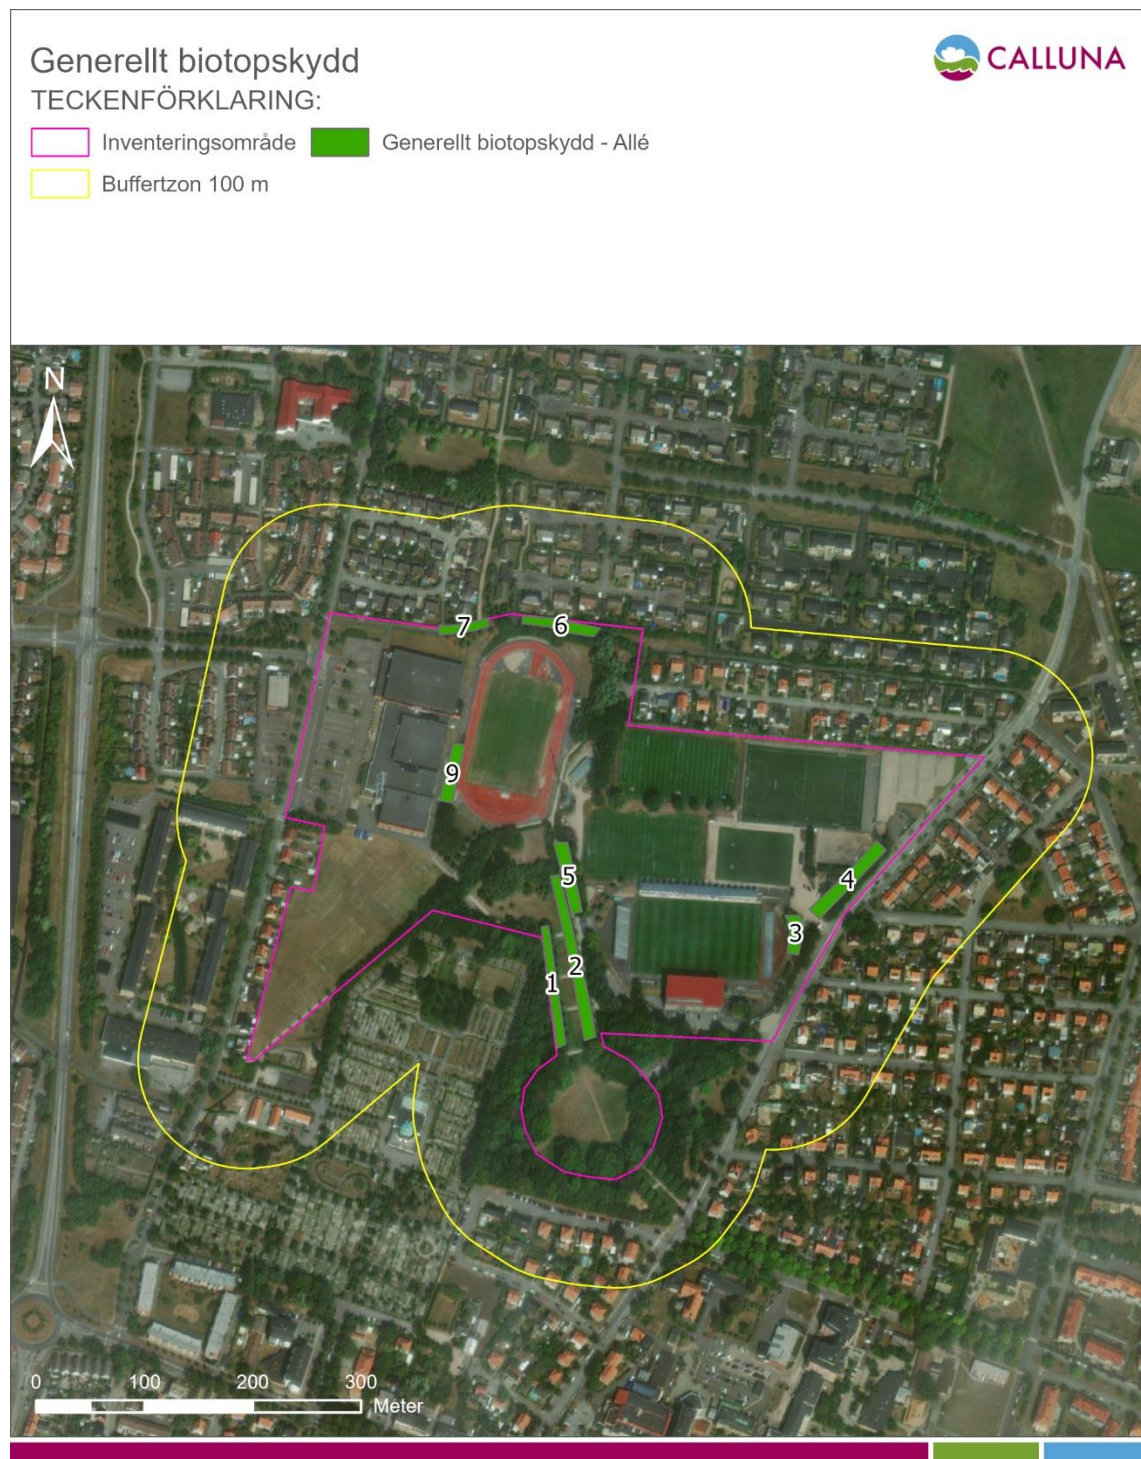 Generellt biotopskydd
CALLUNA
TECKENFÖRKLARING:
Inventeringsområde Generellt biotopskydd - Allé
Buffertzon 100 m
N
7 6
9
5
4
3
2
1
0 100 200 300
Meter